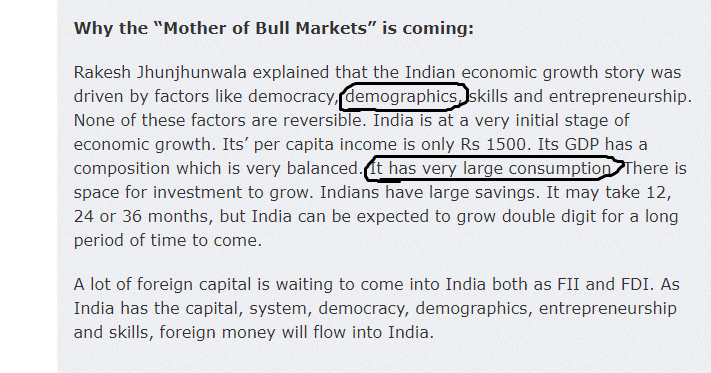 Why the “Mother of Bull Markets” is coming:
Rakesh Jhunjhunwala explained that the Indian economic growth story was
driven by factors like democracy, demographics, skills and entrepreneurship.
None of these factors are reversible. India is at a very initial stage of
economic growth. Its’ per capita income is only Rs 1500. Its GDP has a
composition which is very balanced. It has very large consumption. There is
space for investment to grow. Indians have large savings. It may take 12,
24 or 36 months, but India can be expected to grow double digit for a long
period of time to come.
A lot of foreign capital is waiting to come into India both as FII and FDI. As
India has the capital, system, democracy, demographics, entrepreneurship
and skills, foreign money will flow into India.